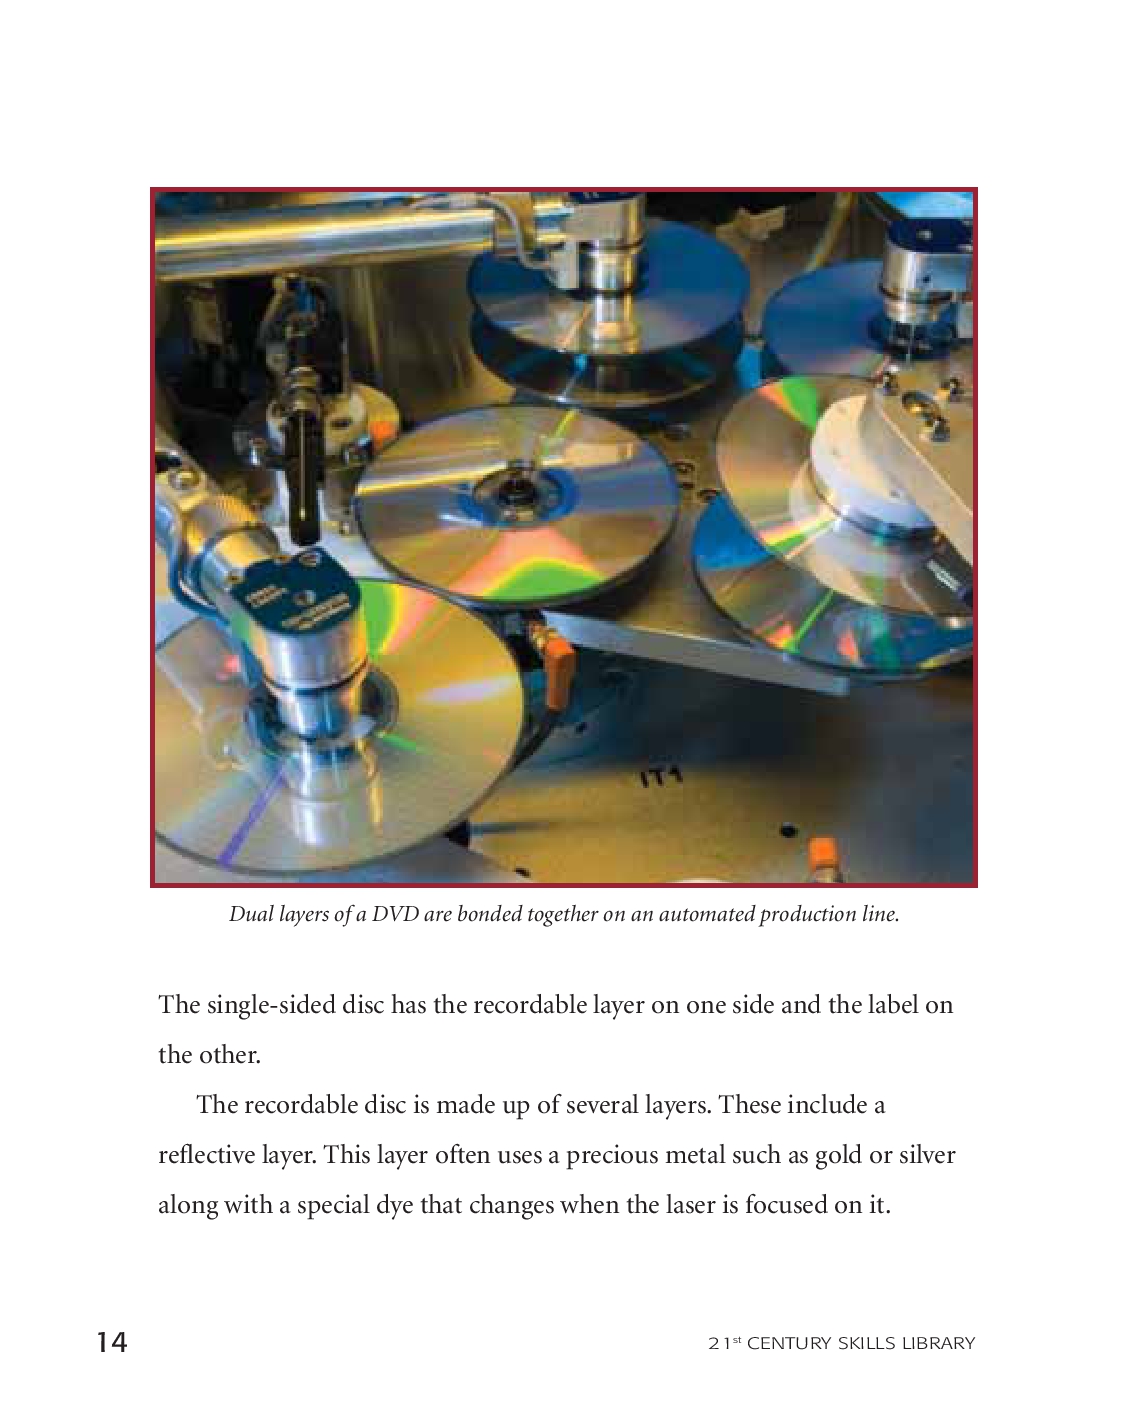 IT1
Dual layers of a DVD are bonded together on an automated production line.
The single-sided disc has the recordable layer on one side and the label on
the other.
The recordable disc is made up of several layers. These include a
reflective layer. This layer often uses a precious metal such as gold or silver
along with a special dye that changes when the laser is focused on it.
14
21st CENTURY SKILLS LIBRARY